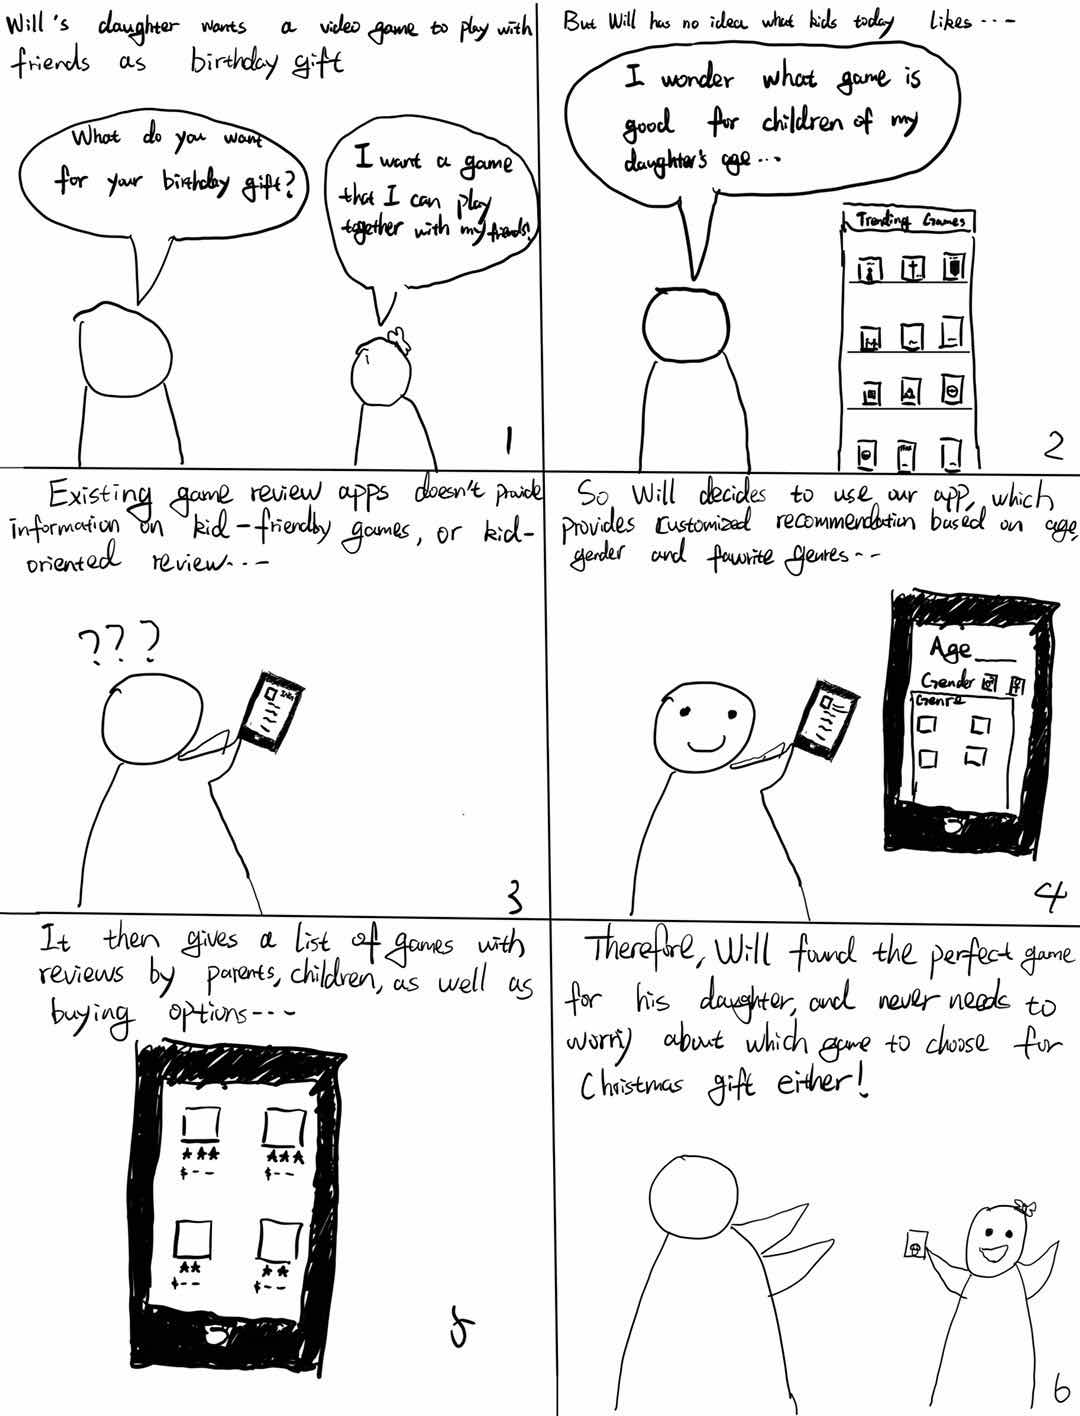 Will's daughter wants a video game to play with
friends as birthday gift
What do you want
for your birthday gift?
I want a game
that I can play
together with my friends!
1
But Will has no idea what kids today likes ---
I wonder what game is
good for children of my
daughter's age...
Trending Games
2
Existing game review apps doesn't provide
information on kid-friendly games, or kid-
oriented review---
???
3
So Will decides to use our app, which
provides customized recommendation based on age,
gender and favorite genres--
Age___
Gender
Genre
4
It then gives a list of games with
reviews by parents, children, as well as
buying options---
★★★ ★★★
$-- $--
★★ ★★
$-- $--
5
Therefore, Will found the perfect game
for his daughter, and never needs to
worry about which game to choose for
Christmas gift either!
6